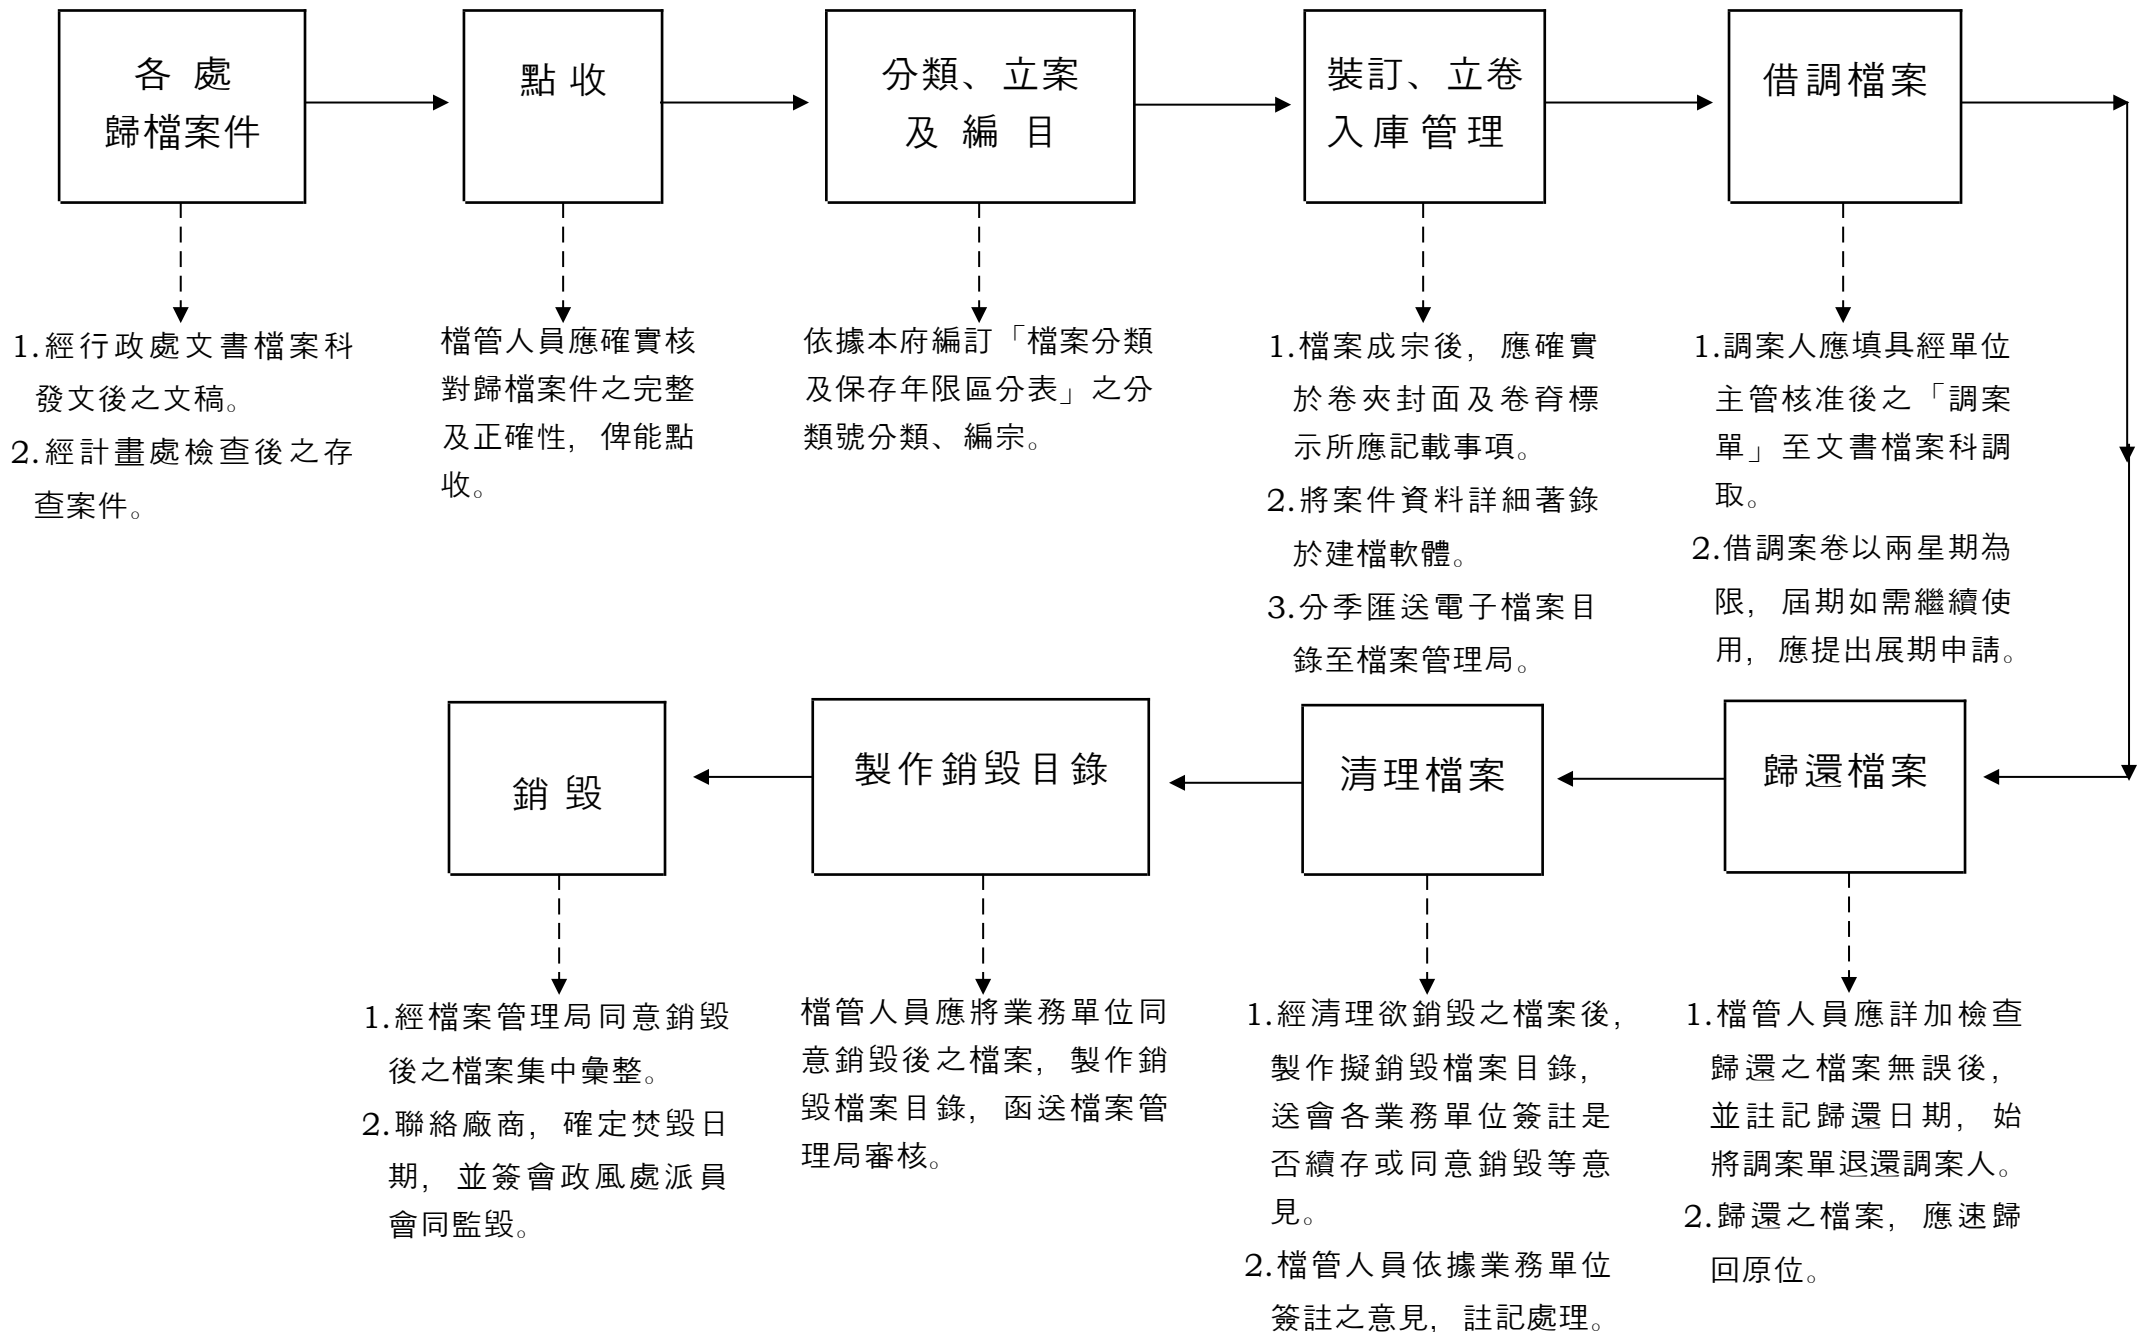 各 處
歸檔案件
點 收
分類、立案
及 編 目
裝訂、立卷
入庫管理
借調檔案
1.經行政處文書檔案科
發文後之文稿。
2.經計畫處檢查後之存
查案件。
檔管人員應確實核
對歸檔案件之完整
及正確性，俾能點
收。
依據本府編訂「檔案分類
及保存年限區分表」之分
類號分類、編宗。
1.檔案成宗後，應確實
於卷夾封面及卷脊標
示所應記載事項。
2.將案件資料詳細著錄
於建檔軟體。
3.分季匯送電子檔案目
錄至檔案管理局。
1.調案人應填具經單位
主管核准後之「調案
單」至文書檔案科調
取。
2.借調案卷以兩星期為
限，屆期如需繼續使
用，應提出展期申請。
銷 毀
製作銷毀目錄
清理檔案
歸還檔案
1.經檔案管理局同意銷毀
後之檔案集中彙整。
2.聯絡廠商，確定焚毀日
期，並簽會政風處派員
會同監毀。
檔管人員應將業務單位同
意銷毀後之檔案，製作銷
毀檔案目錄，函送檔案管
理局審核。
1.經清理欲銷毀之檔案後，
製作擬銷毀檔案目錄，
送會各業務單位簽註是
否續存或同意銷毀等意
見。
2.檔管人員依據業務單位
簽註之意見，註記處理。
1.檔管人員應詳加檢查
歸還之檔案無誤後，
並註記歸還日期，始
將調案單退還調案人。
2.歸還之檔案，應速歸
回原位。